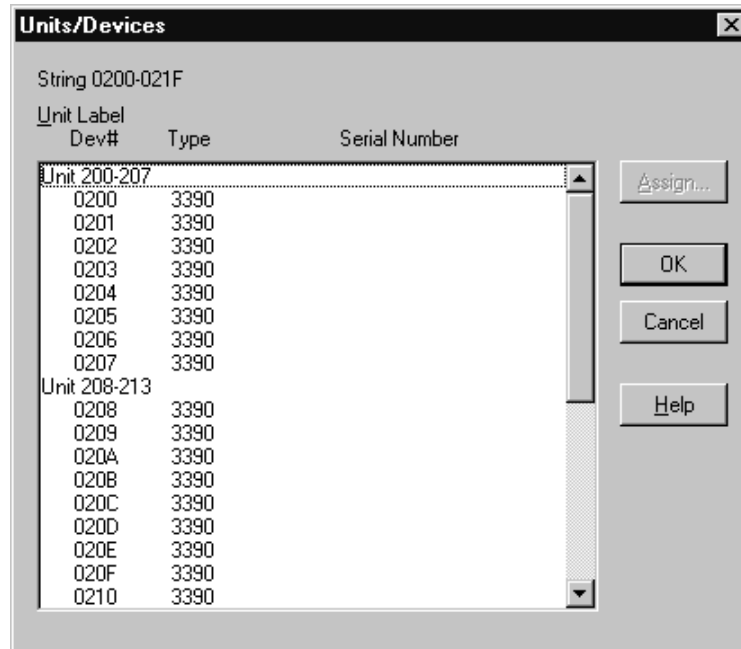 Units/Devices
String 0200-021F
Unit Label
Dev# Type Serial Number
Unit 200-207
0200 3390
0201 3390
0202 3390
0203 3390
0204 3390
0205 3390
0206 3390
0207 3390
Unit 208-213
0208 3390
0209 3390
020A 3390
020B 3390
020C 3390
020D 3390
020E 3390
020F 3390
0210 3390
Assign...
OK
Cancel
Help